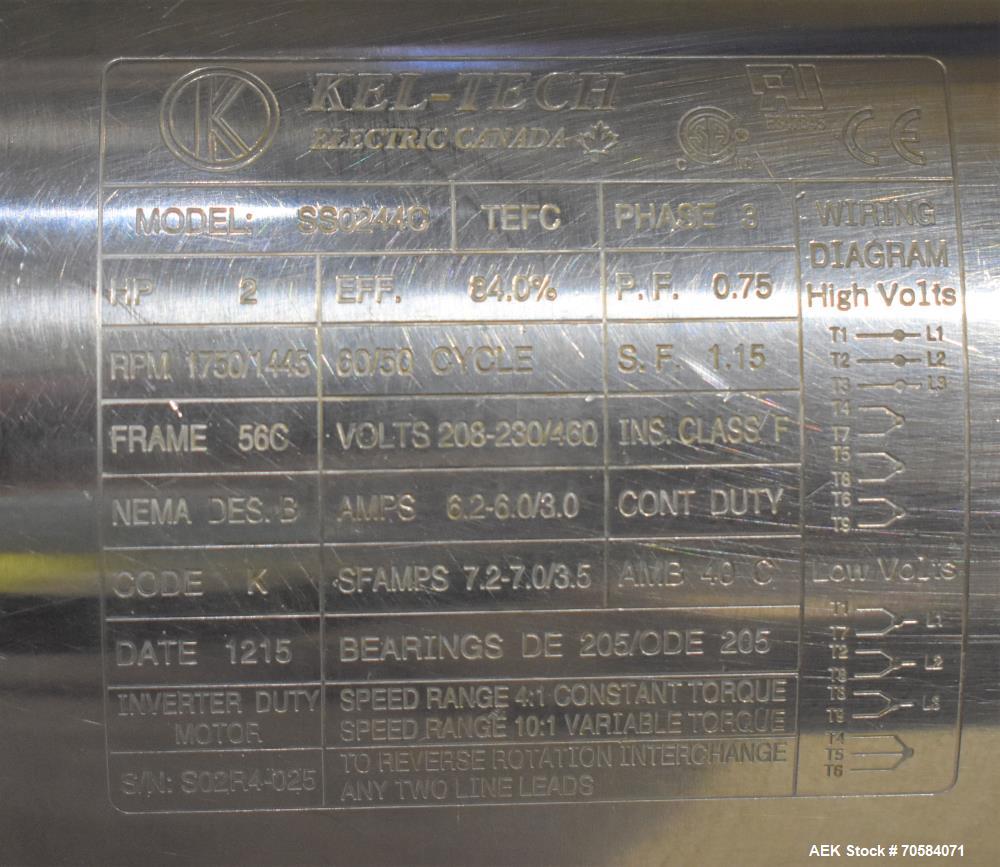 K KEL-TECH
ELECTRIC CANADA
CE
MODEL: SS0244C TEFC PHASE 3
HP 2 EFF. 84.0% P.F. 0.75
RPM 1750/1445 60/50 CYCLE S.F. 1.15
FRAME 56C VOLTS 208-230/460 INS. CLASS F
NEMA DES. B AMPS 6.2-6.0/3.0 CONT DUTY
CODE K SFAMPS 7.2-7.0/3.5 AMB 40 C
DATE 1215 BEARINGS DE 205/ODE 205
INVERTER DUTY
MOTOR
SPEED RANGE 4:1 CONSTANT TORQUE
SPEED RANGE 10:1 VARIABLE TORQUE
S/N: S02R4-025
TO REVERSE ROTATION INTERCHANGE
ANY TWO LINE LEADS
WIRING
DIAGRAM
High Volts
T1 L1
T2 L2
T3 L3
T4
T7
T5
T8
T6
T9
Low Volts
T1
T7 L1
T2
T8 L2
T3
T9 L3
T4
T5
T6
AEK Stock # 70584071